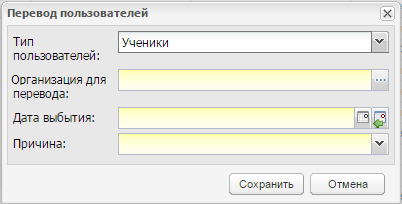 Перевод пользователей
Тип
пользователей:
Ученики
Организация для
перевода:
Дата выбытия:
Причина:
Сохранить
Отмена